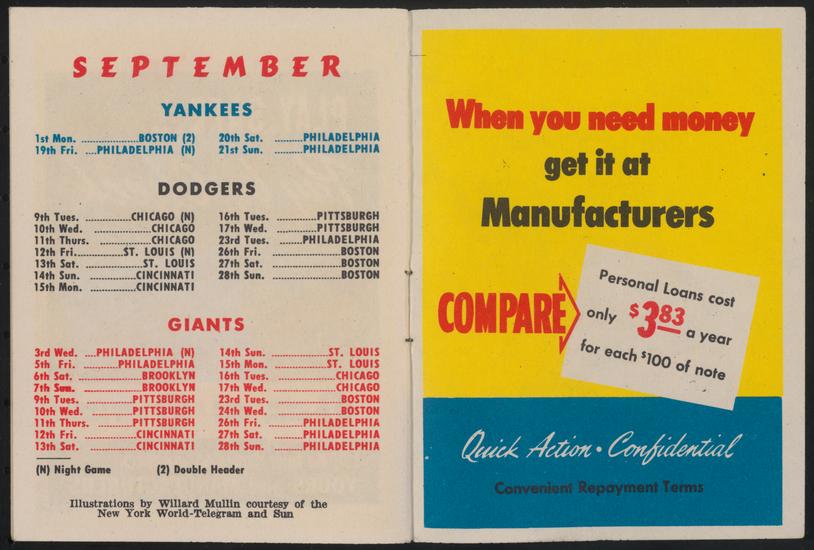 SEPTEMBER
YANKEES
1st Mon. ....................BOSTON (2)
19th Fri. ....PHILADELPHIA (N)
20th Sat. .........PHILADELPHIA
21st Sun. .........PHILADELPHIA
DODGERS
9th Tues. ...............CHICAGO (N)
10th Wed. .......................CHICAGO
11th Thurs. .....................CHICAGO
12th Fri.................ST. LOUIS (N)
13th Sat. .....................ST. LOUIS
14th Sun. ..................CINCINNATI
15th Mon. .................CINCINNATI
16th Tues. ...............PITTSBURGH
17th Wed. ...............PITTSBURGH
23rd Tues. ........PHILADELPHIA
26th Fri. ..........................BOSTON
27th Sat. .........................BOSTON
28th Sun. ........................BOSTON
GIANTS
3rd Wed. ....PHILADELPHIA (N)
5th Fri. .................PHILADELPHIA
6th Sat. .......................BROOKLYN
7th Sun. .......................BROOKLYN
9th Tues. ..................PITTSBURGH
10th Wed. .................PITTSBURGH
11th Thurs. ..............PITTSBURGH
12th Fri. ....................CINCINNATI
13th Sat. ...................CINCINNATI
14th Sun. .....................ST. LOUIS
15th Mon. ....................ST. LOUIS
16th Tues. .....................CHICAGO
17th Wed. .....................CHICAGO
23rd Tues. ......................BOSTON
24th Wed. ......................BOSTON
26th Fri. ...........PHILADELPHIA
27th Sat. ..........PHILADELPHIA
28th Sun. .........PHILADELPHIA
(N) Night Game (2) Double Header
Illustrations by Willard Mullin courtesy of the
New York World-Telegram and Sun
When you need money
get it at
Manufacturers
COMPARE
Personal Loans cost
only $3 83 a year
for each $100 of note
Quick Action • Confidential
Convenient Repayment Terms